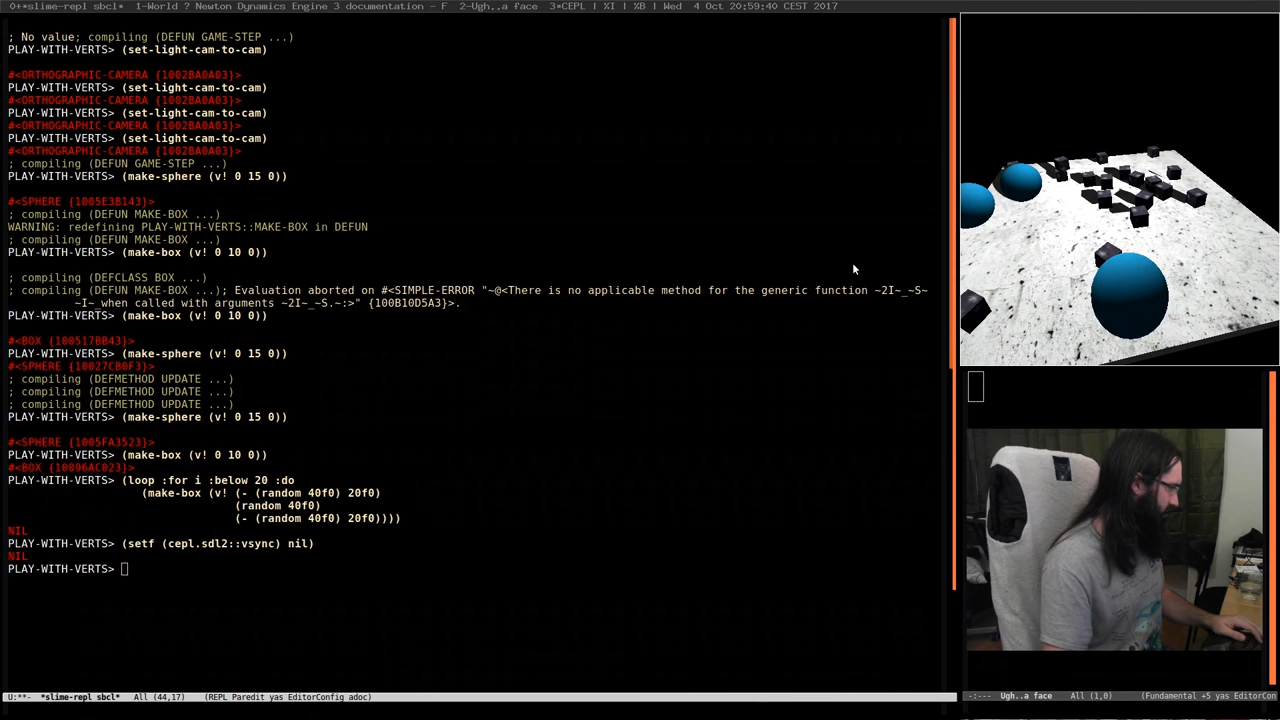 0+*slime-repl sbcl*  1-World ? Newton Dynamics Engine 3 documentation - F  2-Ugh..a face  3*CEPL | %I | %B | Wed  4 Oct 20:59:40 CEST 2017
; No value; compiling (DEFUN GAME-STEP ...)
PLAY-WITH-VERTS> (set-light-cam-to-cam)
#<ORTHOGRAPHIC-CAMERA {1002BA0A03}>
PLAY-WITH-VERTS> (set-light-cam-to-cam)
#<ORTHOGRAPHIC-CAMERA {1002BA0A03}>
PLAY-WITH-VERTS> (set-light-cam-to-cam)
#<ORTHOGRAPHIC-CAMERA {1002BA0A03}>
PLAY-WITH-VERTS> (set-light-cam-to-cam)
#<ORTHOGRAPHIC-CAMERA {1002BA0A03}>
; compiling (DEFUN GAME-STEP ...)
PLAY-WITH-VERTS> (make-sphere (v! 0 15 0))
#<SPHERE {1005E3B143}>
; compiling (DEFUN MAKE-BOX ...)
WARNING: redefining PLAY-WITH-VERTS::MAKE-BOX in DEFUN
; compiling (DEFUN MAKE-BOX ...)
PLAY-WITH-VERTS> (make-box (v! 0 10 0))
; compiling (DEFCLASS BOX ...)
; compiling (DEFUN MAKE-BOX ...); Evaluation aborted on #<SIMPLE-ERROR "~@<There is no applicable method for the generic function ~2I~_~S~
~I~ when called with arguments ~2I~_~S.~:>" {100B10D5A3}>.
PLAY-WITH-VERTS> (make-box (v! 0 10 0))
#<BOX {100517BB43}>
PLAY-WITH-VERTS> (make-sphere (v! 0 15 0))
#<SPHERE {10027CB0F3}>
; compiling (DEFMETHOD UPDATE ...)
; compiling (DEFMETHOD UPDATE ...)
; compiling (DEFMETHOD UPDATE ...)
PLAY-WITH-VERTS> (make-sphere (v! 0 15 0))
#<SPHERE {1005FA3523}>
PLAY-WITH-VERTS> (make-box (v! 0 10 0))
#<BOX {10096AC023}>
PLAY-WITH-VERTS> (loop :for i :below 20 :do
(make-box (v! (- (random 40f0) 20f0)
(random 40f0)
(- (random 40f0) 20f0))))
NIL
PLAY-WITH-VERTS> (setf (cepl.sdl2::vsync) nil)
NIL
PLAY-WITH-VERTS>
U:**-  *slime-repl sbcl*  All (44,17)  (REPL Paredit yas EditorConfig adoc)
-:---  Ugh..a face  All (1,0)  (Fundamental +5 yas EditorCon